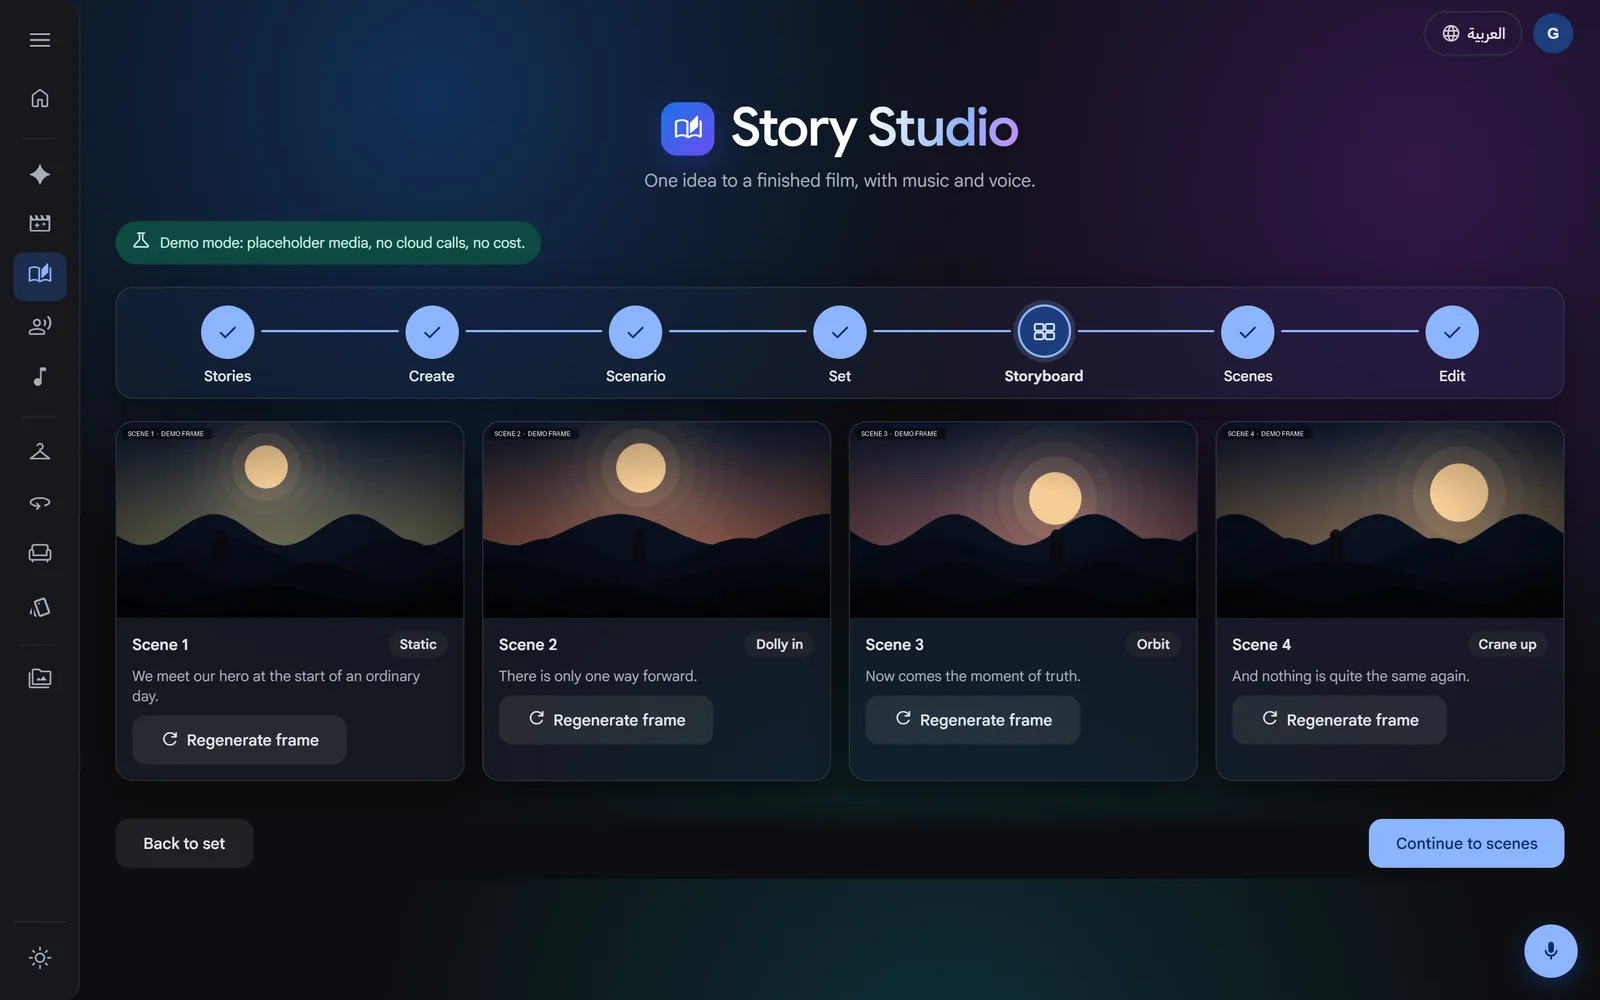 العربية
G
Story Studio
One idea to a finished film, with music and voice.
Demo mode: placeholder media, no cloud calls, no cost.
Stories
Create
Scenario
Set
Storyboard
Scenes
Edit
SCENE 1 · DEMO FRAME
Scene 1
Static
We meet our hero at the start of an ordinary
day.
Regenerate frame
SCENE 2 · DEMO FRAME
Scene 2
Dolly in
There is only one way forward.
Regenerate frame
SCENE 3 · DEMO FRAME
Scene 3
Orbit
Now comes the moment of truth.
Regenerate frame
SCENE 4 · DEMO FRAME
Scene 4
Crane up
And nothing is quite the same again.
Regenerate frame
Back to set
Continue to scenes